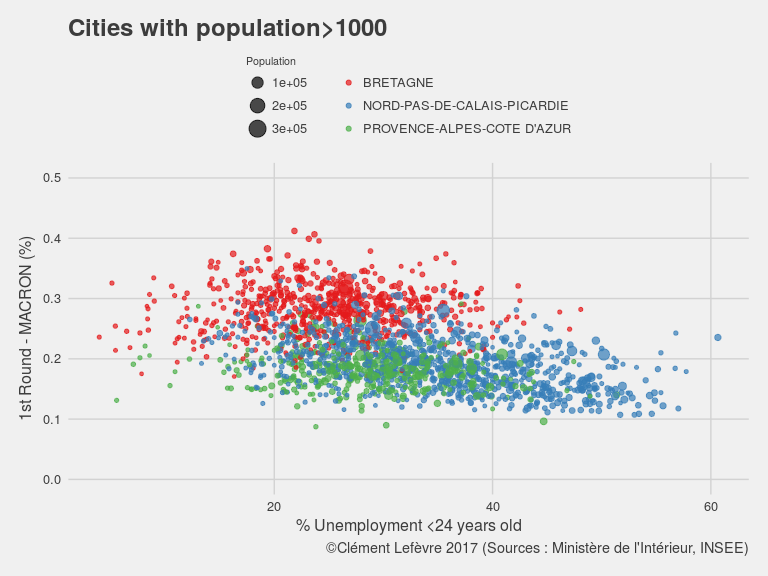 Cities with population>1000
Population
1e+05
2e+05
3e+05
BRETAGNE
NORD-PAS-DE-CALAIS-PICARDIE
PROVENCE-ALPES-COTE D'AZUR
1st Round - MACRON (%)
0.5
0.4
0.3
0.2
0.1
0.0
20 40 60
% Unemployment <24 years old
©Clément Lefèvre 2017 (Sources : Ministère de l'Intérieur, INSEE)